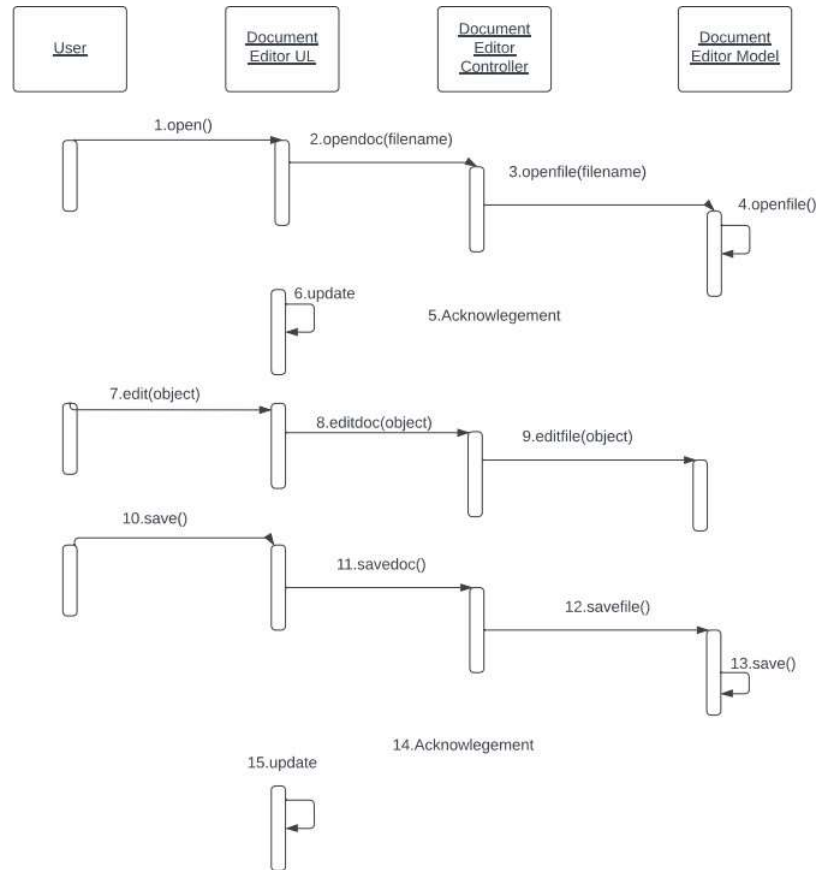 User
Document
Editor UL
Document
Editor
Controller
Document
Editor Model
1.open()
2.opendoc(filename)
3.openfile(filename)
4.openfile()
6.update
5.Acknowlegement
7.edit(object)
8.editdoc(object)
9.editfile(object)
10.save()
11.savedoc()
12.savefile()
13.save()
14.Acknowlegement
15.update